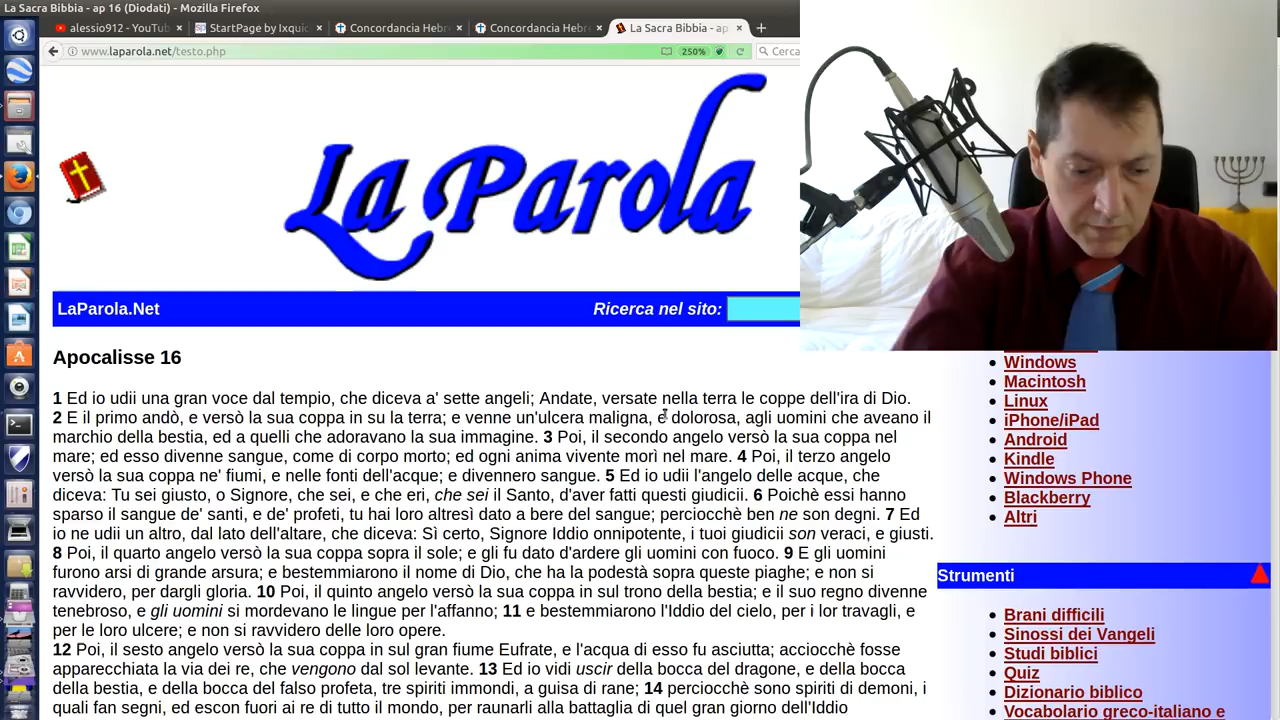 La Sacra Bibbia - ap 16 (Diodati) - Mozilla Firefox
alessio912 - YouTu
StartPage by Ixquic
Concordancia Hebre
Concordancia Hebre
La Sacra Bibbia - ap
www.laparola.net/testo.php
250%
Cerca
La Parola
LaParola.Net
Ricerca nel sito:
Apocalisse 16
1 Ed io udii una gran voce dal tempio, che diceva a' sette angeli; Andate, versate nella terra le coppe dell'ira di Dio.
2 E il primo andò, e versò la sua coppa in su la terra; e venne un'ulcera maligna, e dolorosa, agli uomini che aveano il
marchio della bestia, ed a quelli che adoravano la sua immagine. 3 Poi, il secondo angelo versò la sua coppa nel
mare; ed esso divenne sangue, come di corpo morto; ed ogni anima vivente morì nel mare. 4 Poi, il terzo angelo
versò la sua coppa ne' fiumi, e nelle fonti dell'acque; e divennero sangue. 5 Ed io udii l'angelo delle acque, che
diceva: Tu sei giusto, o Signore, che sei, e che eri, che sei il Santo, d'aver fatti questi giudicii. 6 Poichè essi hanno
sparso il sangue de' santi, e de' profeti, tu hai loro altresì dato a bere del sangue; perciocchè ben ne son degni. 7 Ed
io ne udii un altro, dal lato dell'altare, che diceva: Sì certo, Signore Iddio onnipotente, i tuoi giudicii son veraci, e giusti.
8 Poi, il quarto angelo versò la sua coppa sopra il sole; e gli fu dato d'ardere gli uomini con fuoco. 9 E gli uomini
furono arsi di grande arsura; e bestemmiarono il nome di Dio, che ha la podestà sopra queste piaghe; e non si
ravvidero, per dargli gloria. 10 Poi, il quinto angelo versò la sua coppa in sul trono della bestia; e il suo regno divenne
tenebroso, e gli uomini si mordevano le lingue per l'affanno; 11 e bestemmiarono l'Iddio del cielo, per i lor travagli, e
per le loro ulcere; e non si ravvidero delle loro opere.
12 Poi, il sesto angelo versò la sua coppa in sul gran fiume Eufrate, e l'acqua di esso fu asciutta; acciocchè fosse
apparecchiata la via dei re, che vengono dal sol levante. 13 Ed io vidi uscir della bocca del dragone, e della bocca
della bestia, e della bocca del falso profeta, tre spiriti immondi, a guisa di rane; 14 perciocchè sono spiriti di demoni, i
quali fan segni, ed escon fuori ai re di tutto il mondo, per raunarli alla battaglia di quel gran giorno dell'Iddio
Windows
Macintosh
Linux
iPhone/iPad
Android
Kindle
Windows Phone
Blackberry
Altri
Strumenti
Brani difficili
Sinossi dei Vangeli
Studi biblici
Quiz
Dizionario biblico
Vocabolario greco-italiano e